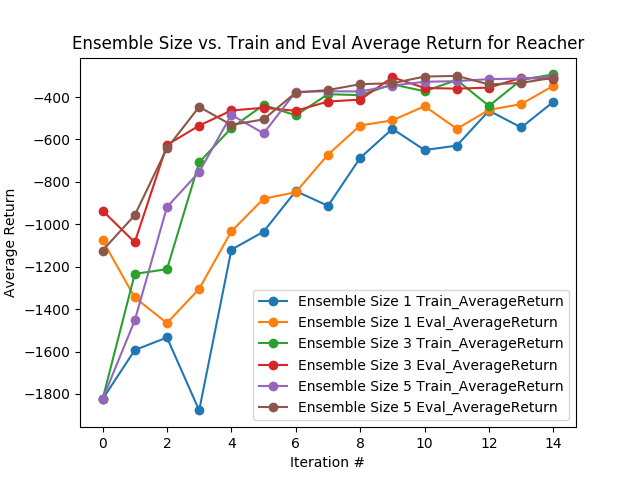 Ensemble Size vs. Train and Eval Average Return for Reacher
Average Return
−400
−600
−800
−1000
−1200
−1400
−1600
−1800
Ensemble Size 1 Train_AverageReturn
Ensemble Size 1 Eval_AverageReturn
Ensemble Size 3 Train_AverageReturn
Ensemble Size 3 Eval_AverageReturn
Ensemble Size 5 Train_AverageReturn
Ensemble Size 5 Eval_AverageReturn
0 2 4 6 8 10 12 14
Iteration #